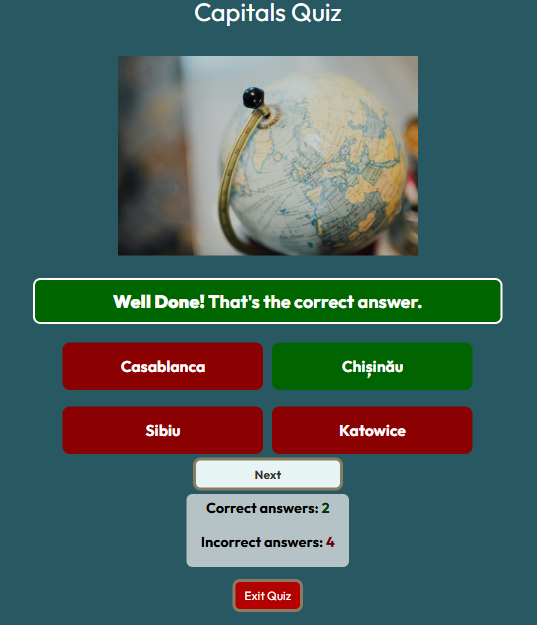 Capitals Quiz
Well Done! That's the correct answer.
Casablanca
Chișinău
Sibiu
Katowice
Next
Correct answers: 2
Incorrect answers: 4
Exit Quiz